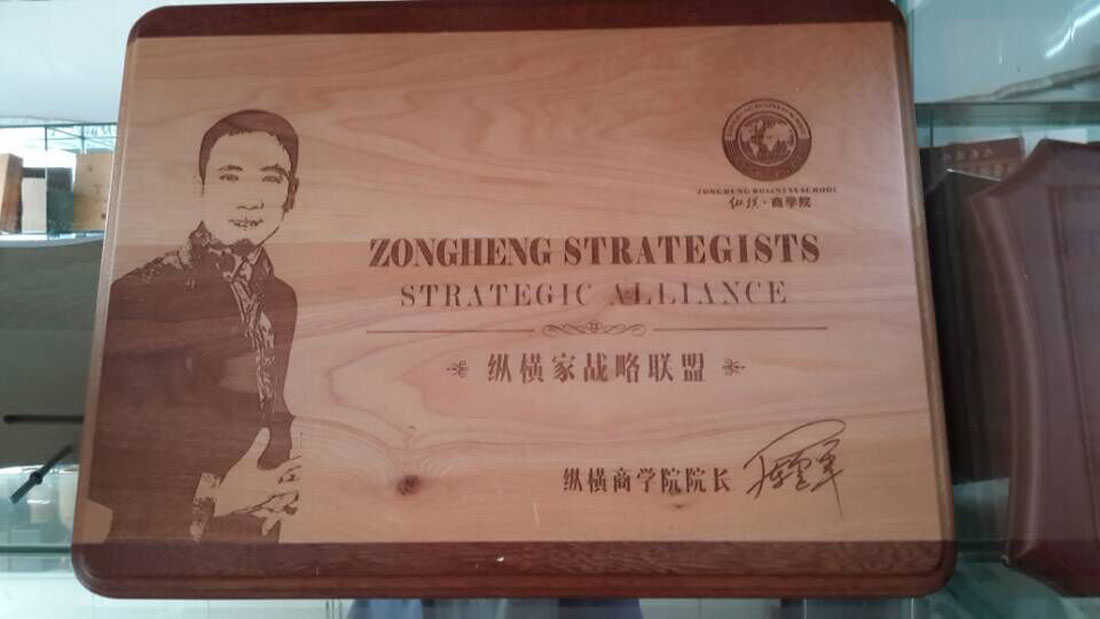 ZONGHENG BUSINESS SCHOOL
纵横·商学院
ZONGHENG STRATEGISTS
STRATEGIC ALLIANCE
纵横家战略联盟
纵横商学院院长